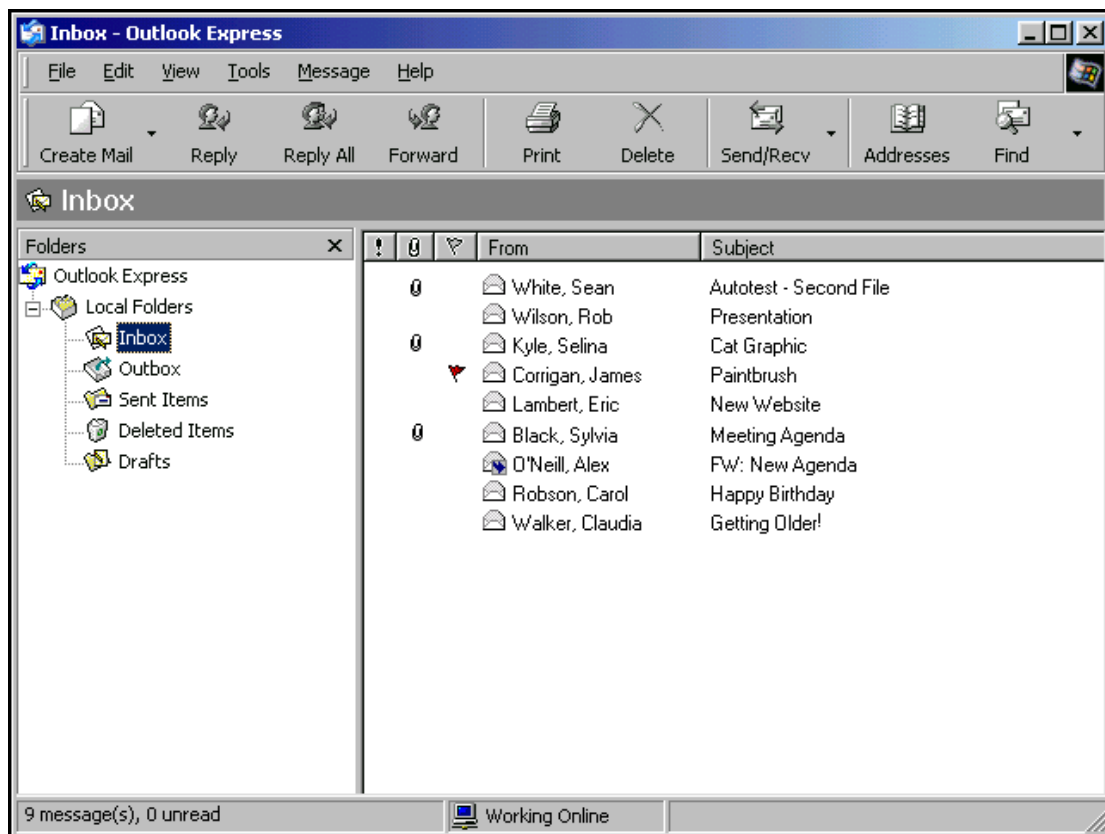 Inbox - Outlook Express
File Edit View Tools Message Help
Create Mail Reply Reply All Forward Print Delete Send/Recv Addresses Find
Inbox
Folders ! From Subject
Outlook Express
Local Folders
Inbox
Outbox
Sent Items
Deleted Items
Drafts
White, Sean Autotest - Second File
Wilson, Rob Presentation
Kyle, Selina Cat Graphic
Corrigan, James Paintbrush
Lambert, Eric New Website
Black, Sylvia Meeting Agenda
O'Neill, Alex FW: New Agenda
Robson, Carol Happy Birthday
Walker, Claudia Getting Older!
9 message(s), 0 unread Working Online